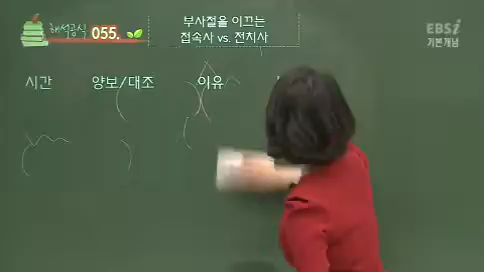 해석공식 055.
부사절을 이끄는
접속사 vs. 전치사
EBSi
기본개념
시간 양보/대조 이유